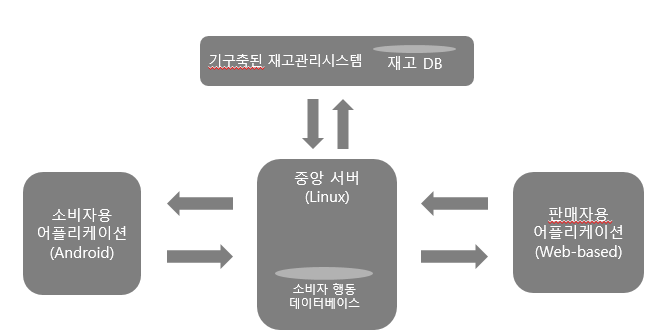 기구축된 재고관리시스템
재고 DB
중앙 서버
(Linux)
소비자용
어플리케이션
(Android)
판매자용
어플리케이션
(Web-based)
소비자 행동
데이터베이스